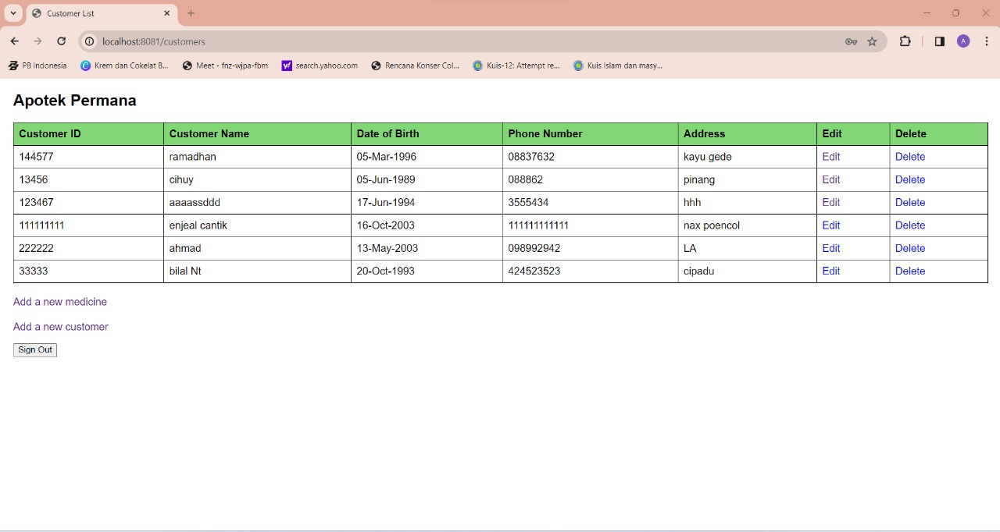 Customer List
localhost:8081/customers
PB Indonesia Krem dan Cokelat B... Meet - fnz-wjpa-fbm search.yahoo.com Rencana Konser Col... Kuis-12: Attempt re... Kuis Islam dan masy...
Apotek Permana
Customer ID Customer Name Date of Birth Phone Number Address Edit Delete
144577 ramadhan 05-Mar-1996 08837632 kayu gede Edit Delete
13456 cihuy 05-Jun-1989 088862 pinang Edit Delete
123467 aaaassddd 17-Jun-1994 3555434 hhh Edit Delete
111111111 enjeal cantik 16-Oct-2003 111111111111 nax poencol Edit Delete
222222 ahmad 13-May-2003 098992942 LA Edit Delete
33333 bilal Nt 20-Oct-1993 424523523 cipadu Edit Delete
Add a new medicine
Add a new customer
Sign Out